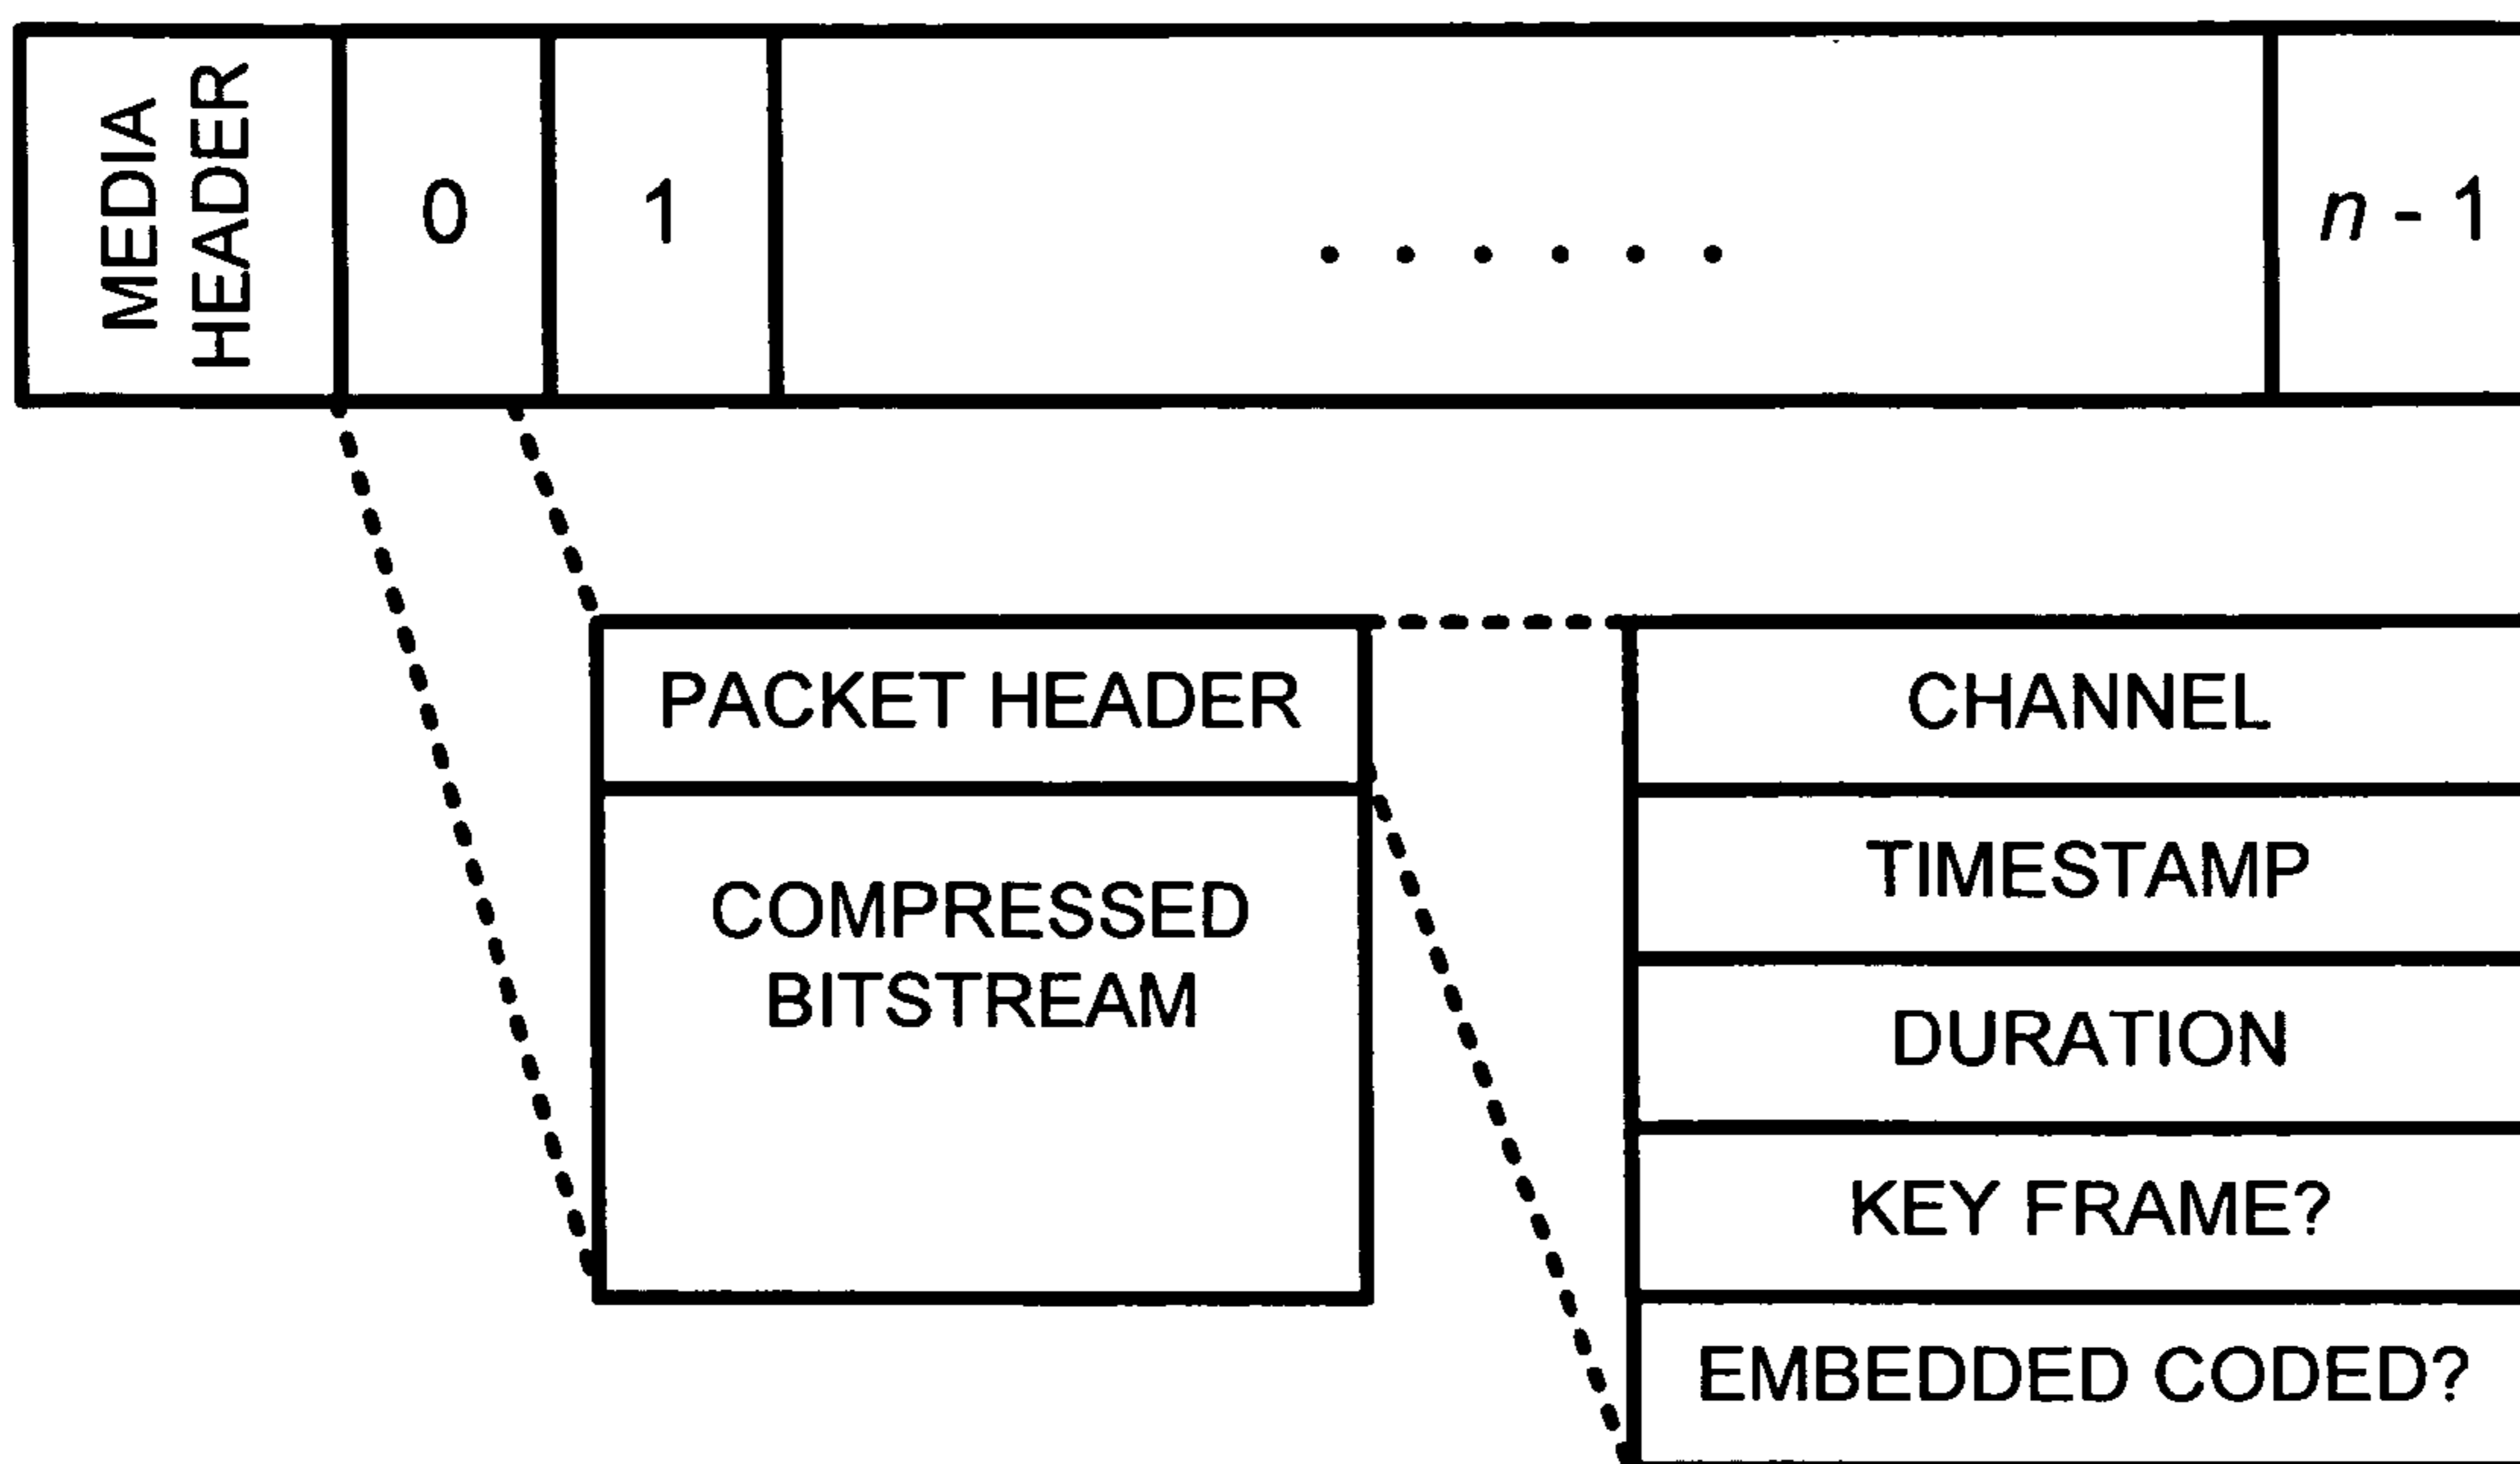 MEDIA
HEADER
0
1
. . . . . .
n - 1
PACKET HEADER
COMPRESSED
BITSTREAM
CHANNEL
TIMESTAMP
DURATION
KEY FRAME?
EMBEDDED CODED?